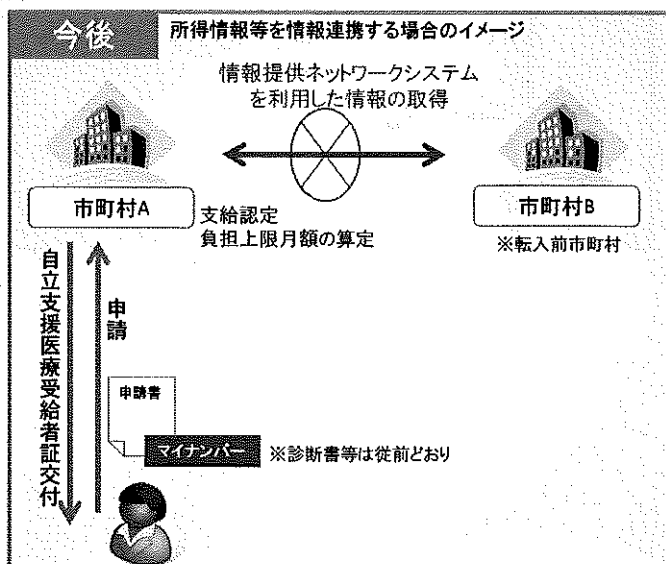 今後
所得情報等を情報連携する場合のイメージ
情報提供ネットワークシステム
を利用した情報の取得
市町村A
市町村B
支給認定
負担上限月額の算定
※転入前市町村
自立支援医療受給者証交付
申請
申請書
マイナンバー
※診断書等は従前どおり